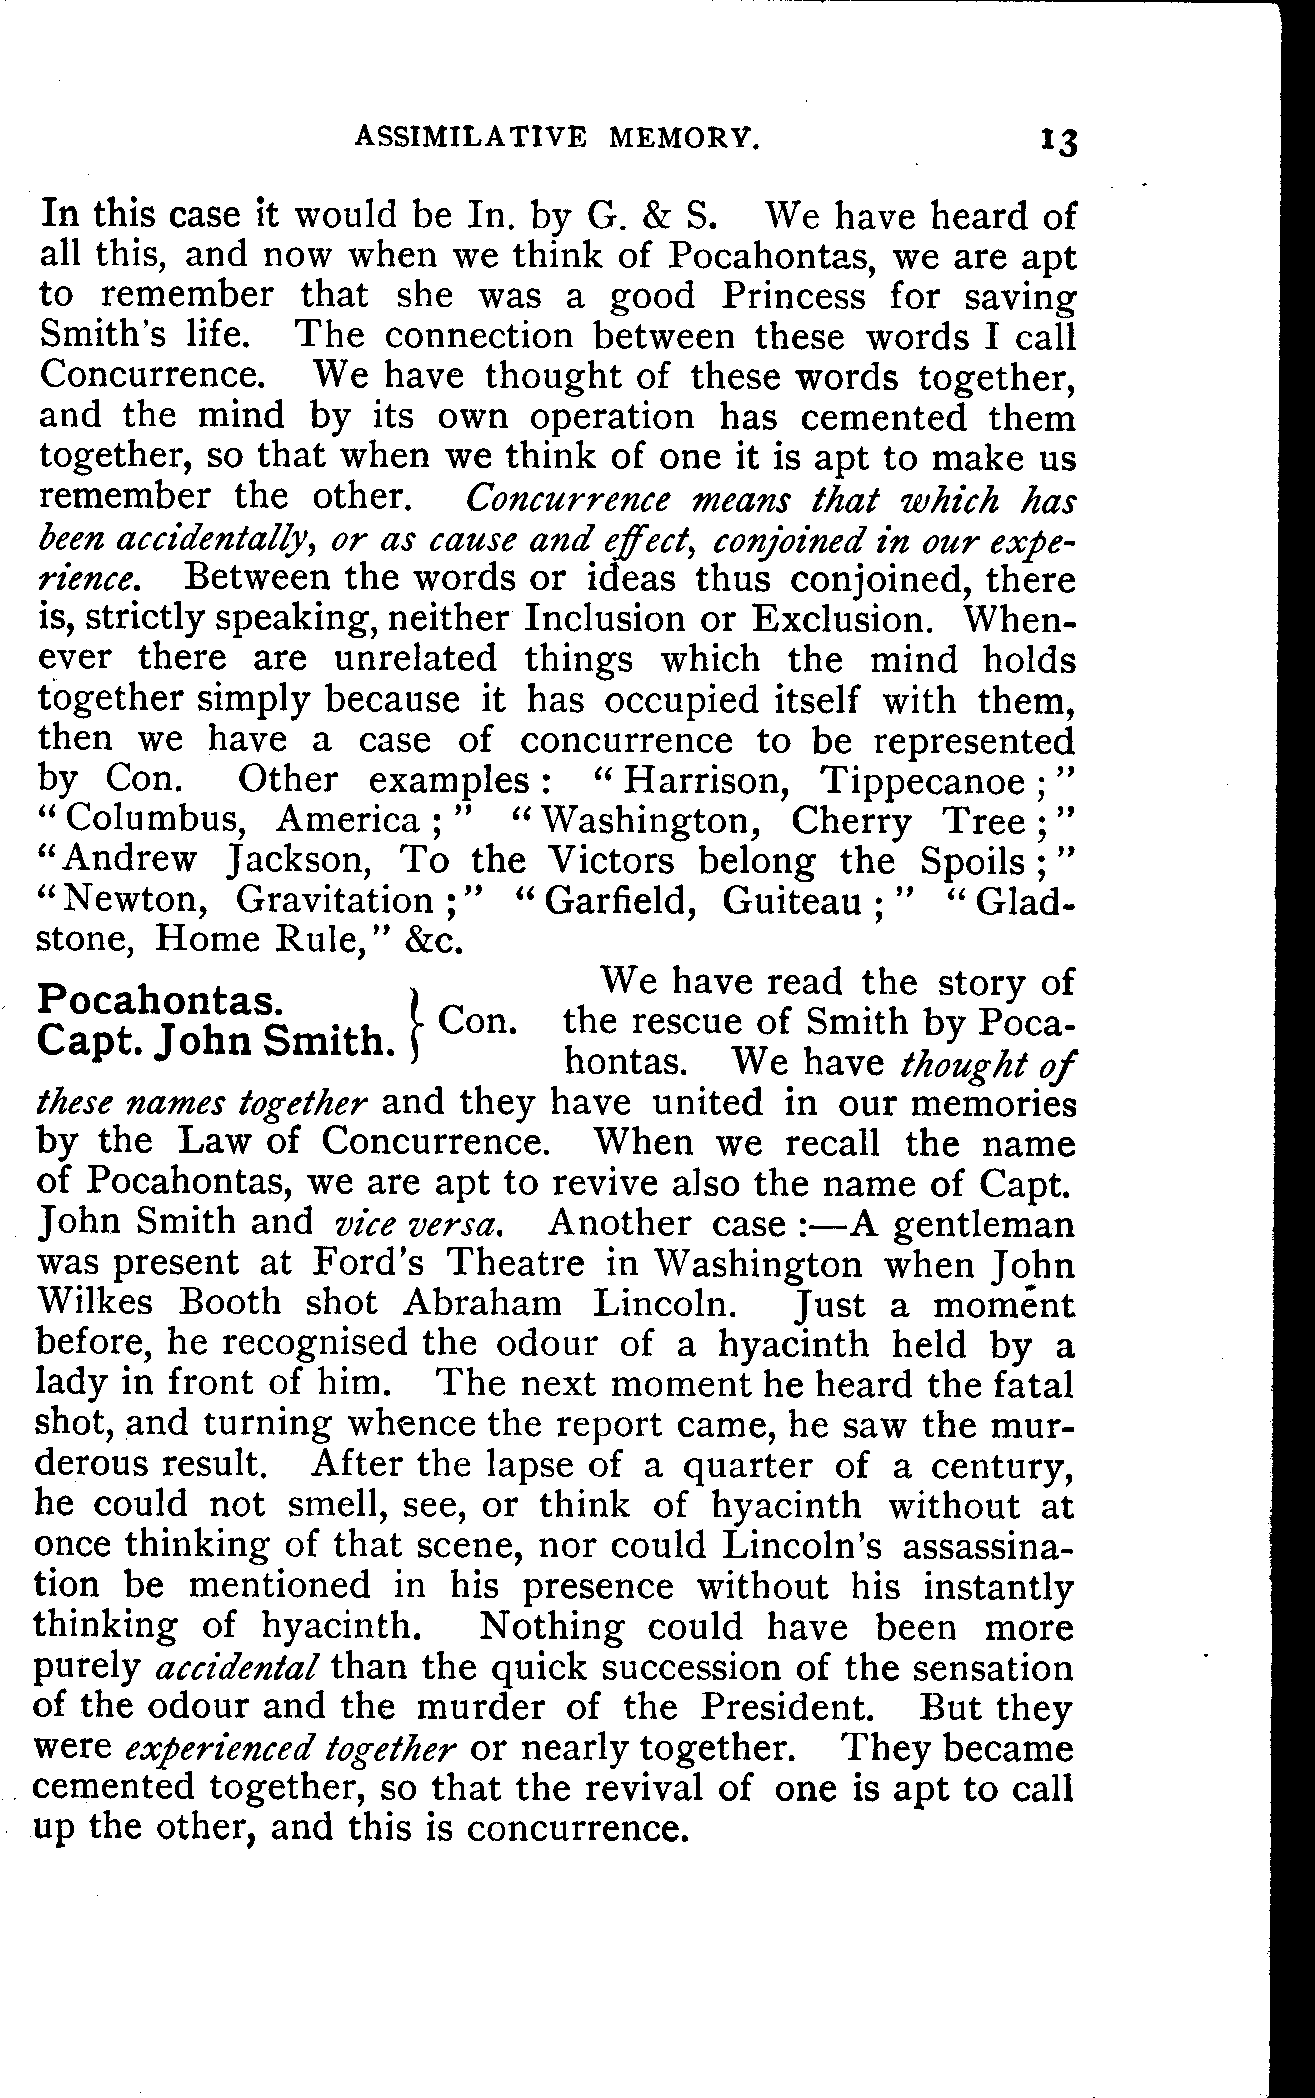 ASSIMILATIVE MEMORY. 13
In this case it would be In. by G. & S. We have heard of
all this, and now when we think of Pocahontas, we are apt
to remember that she was a good Princess for saving
Smith's life. The connection between these words I call
Concurrence. We have thought of these words together,
and the mind by its own operation has cemented them
together, so that when we think of one it is apt to make us
remember the other. Concurrence means that which has
been accidentally, or as cause and effect, conjoined in our expe-
rience. Between the words or ideas thus conjoined, there
is, strictly speaking, neither Inclusion or Exclusion. When-
ever there are unrelated things which the mind holds
together simply because it has occupied itself with them,
then we have a case of concurrence to be represented
by Con. Other examples: "Harrison, Tippecanoe;"
"Columbus, America;" "Washington, Cherry Tree;"
"Andrew Jackson, To the Victors belong the Spoils;"
"Newton, Gravitation;" "Garfield, Guiteau;" "Glad-
stone, Home Rule," &c.
Pocahontas.
Capt. John Smith. } Con.
We have read the story of
the rescue of Smith by Poca-
hontas. We have thought of
these names together and they have united in our memories
by the Law of Concurrence. When we recall the name
of Pocahontas, we are apt to revive also the name of Capt.
John Smith and vice versa. Another case :—A gentleman
was present at Ford's Theatre in Washington when John
Wilkes Booth shot Abraham Lincoln. Just a moment
before, he recognised the odour of a hyacinth held by a
lady in front of him. The next moment he heard the fatal
shot, and turning whence the report came, he saw the mur-
derous result. After the lapse of a quarter of a century,
he could not smell, see, or think of hyacinth without at
once thinking of that scene, nor could Lincoln's assassina-
tion be mentioned in his presence without his instantly
thinking of hyacinth. Nothing could have been more
purely accidental than the quick succession of the sensation
of the odour and the murder of the President. But they
were experienced together or nearly together. They became
cemented together, so that the revival of one is apt to call
up the other, and this is concurrence.